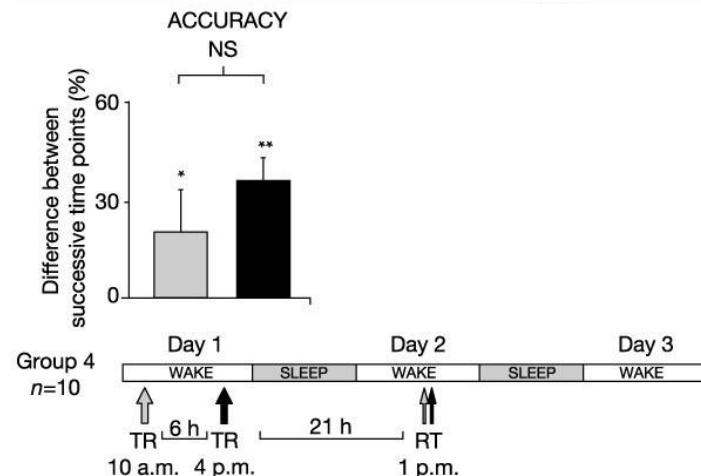 ACCURACY
NS
Difference between
successive time points (%)
60
30
0
*
**
Day 1 Day 2 Day 3
Group 4
n=10
WAKE SLEEP WAKE SLEEP WAKE
6 h 21 h
TR TR RT
10 a.m. 4 p.m. 1 p.m.